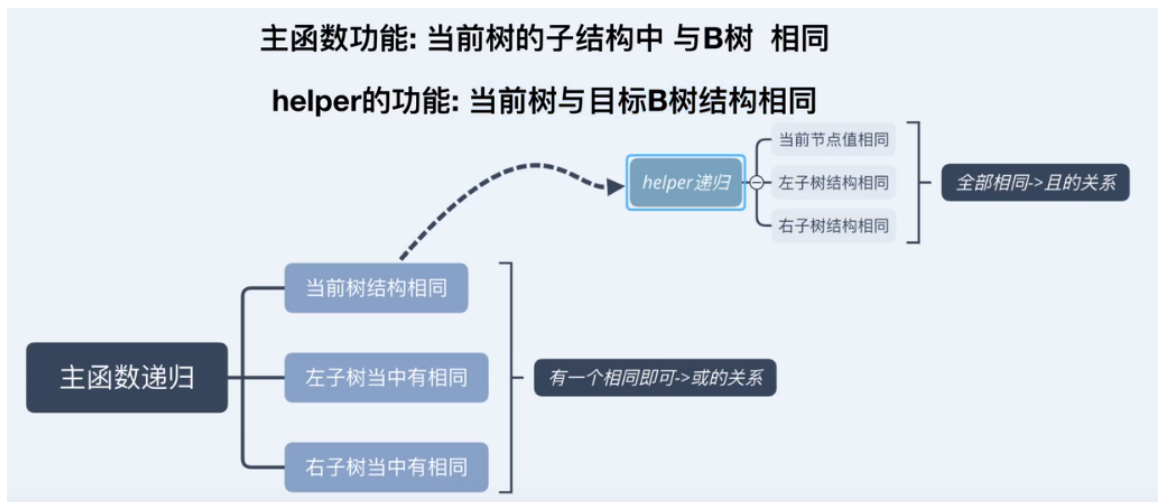 主函数功能: 当前树的子结构中 与B树 相同
helper的功能: 当前树与目标B树结构相同
helper递归
当前节点值相同
左子树结构相同
右子树结构相同
全部相同->且的关系
主函数递归
当前树结构相同
左子树当中有相同
右子树当中有相同
有一个相同即可->或的关系